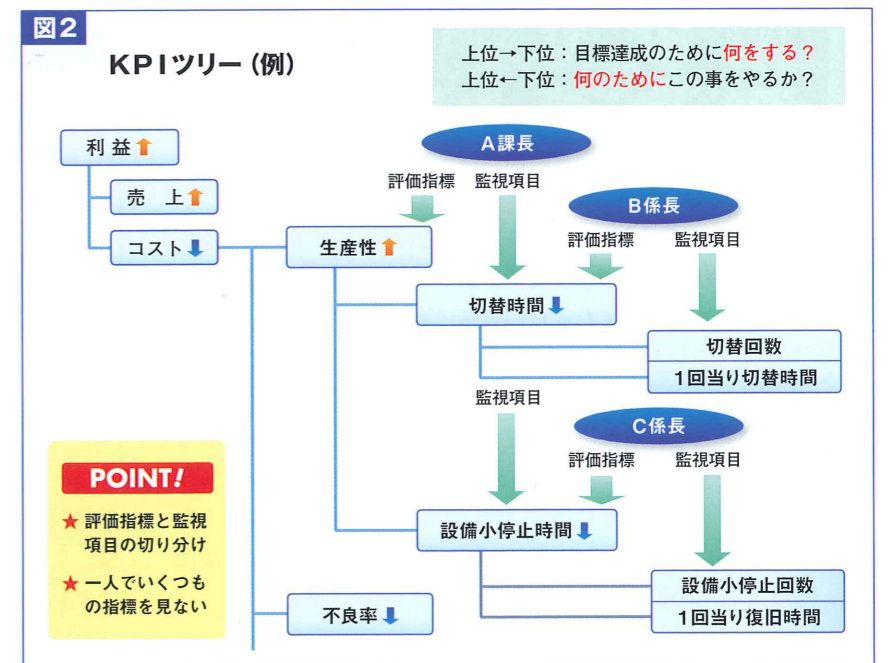 図2
KPIツリー(例)
上位→下位:目標達成のために何をする?
上位←下位:何のためにこの事をやるか?
利益⬆
売 上⬆
コスト⬇
A課長
評価指標 監視項目
生産性⬆
B係長
評価指標 監視項目
切替時間⬇
切替回数
1回当り切替時間
監視項目
C係長
評価指標 監視項目
設備小停止時間⬇
設備小停止回数
1回当り復旧時間
不良率⬇
POINT!
★ 評価指標と監視
項目の切り分け
★ 一人でいくつも
の指標を見ない